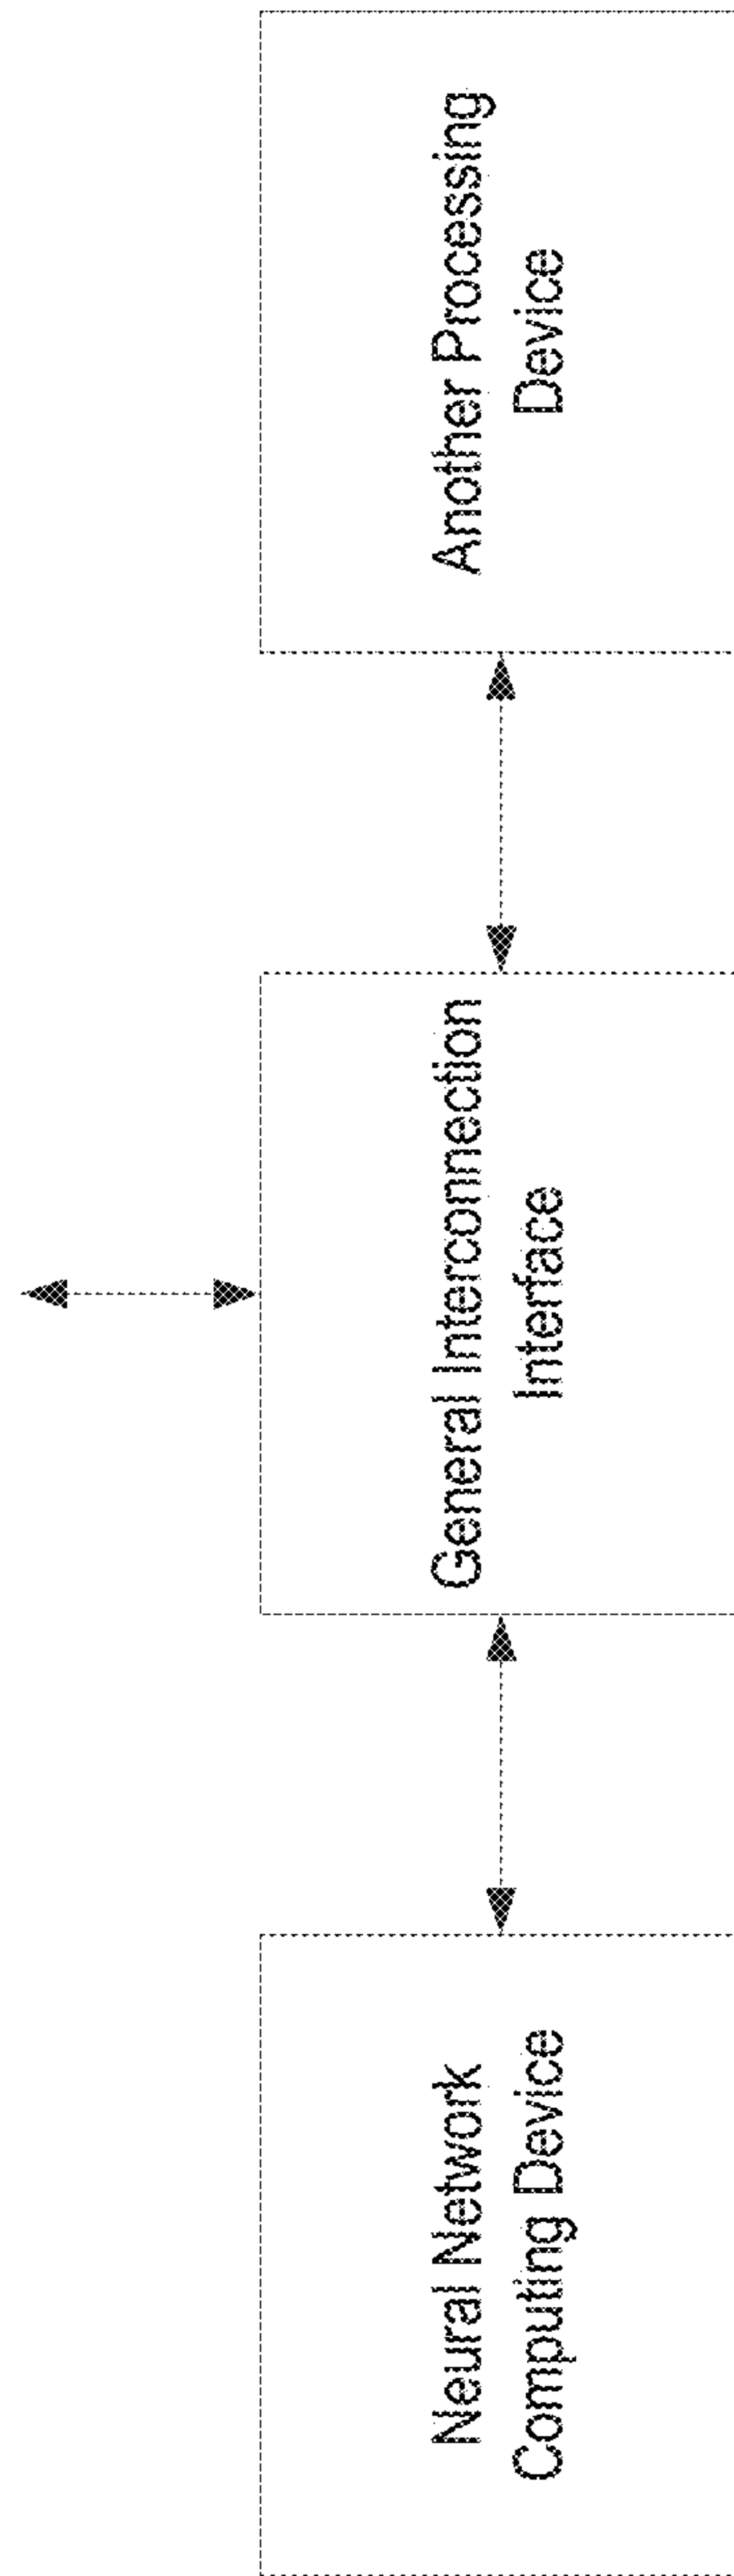 Neural Network
Computing Device
General Interconnection
Interface
Another Processing
Device